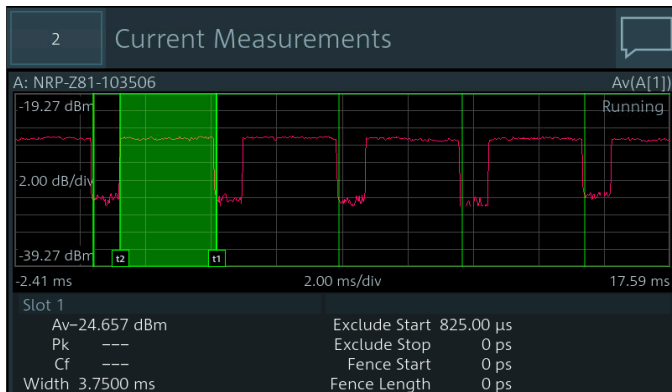 2 Current Measurements
A: NRP-Z81-103506 Av(A[1])
-19.27 dBm Running
2.00 dB/div
-39.27 dBm t2 t1
-2.41 ms 2.00 ms/div 17.59 ms
Slot 1
Av -24.657 dBm Exclude Start 825.00 µs
Pk --- Exclude Stop 0 ps
Cf --- Fence Start 0 ps
Width 3.7500 ms Fence Length 0 ps